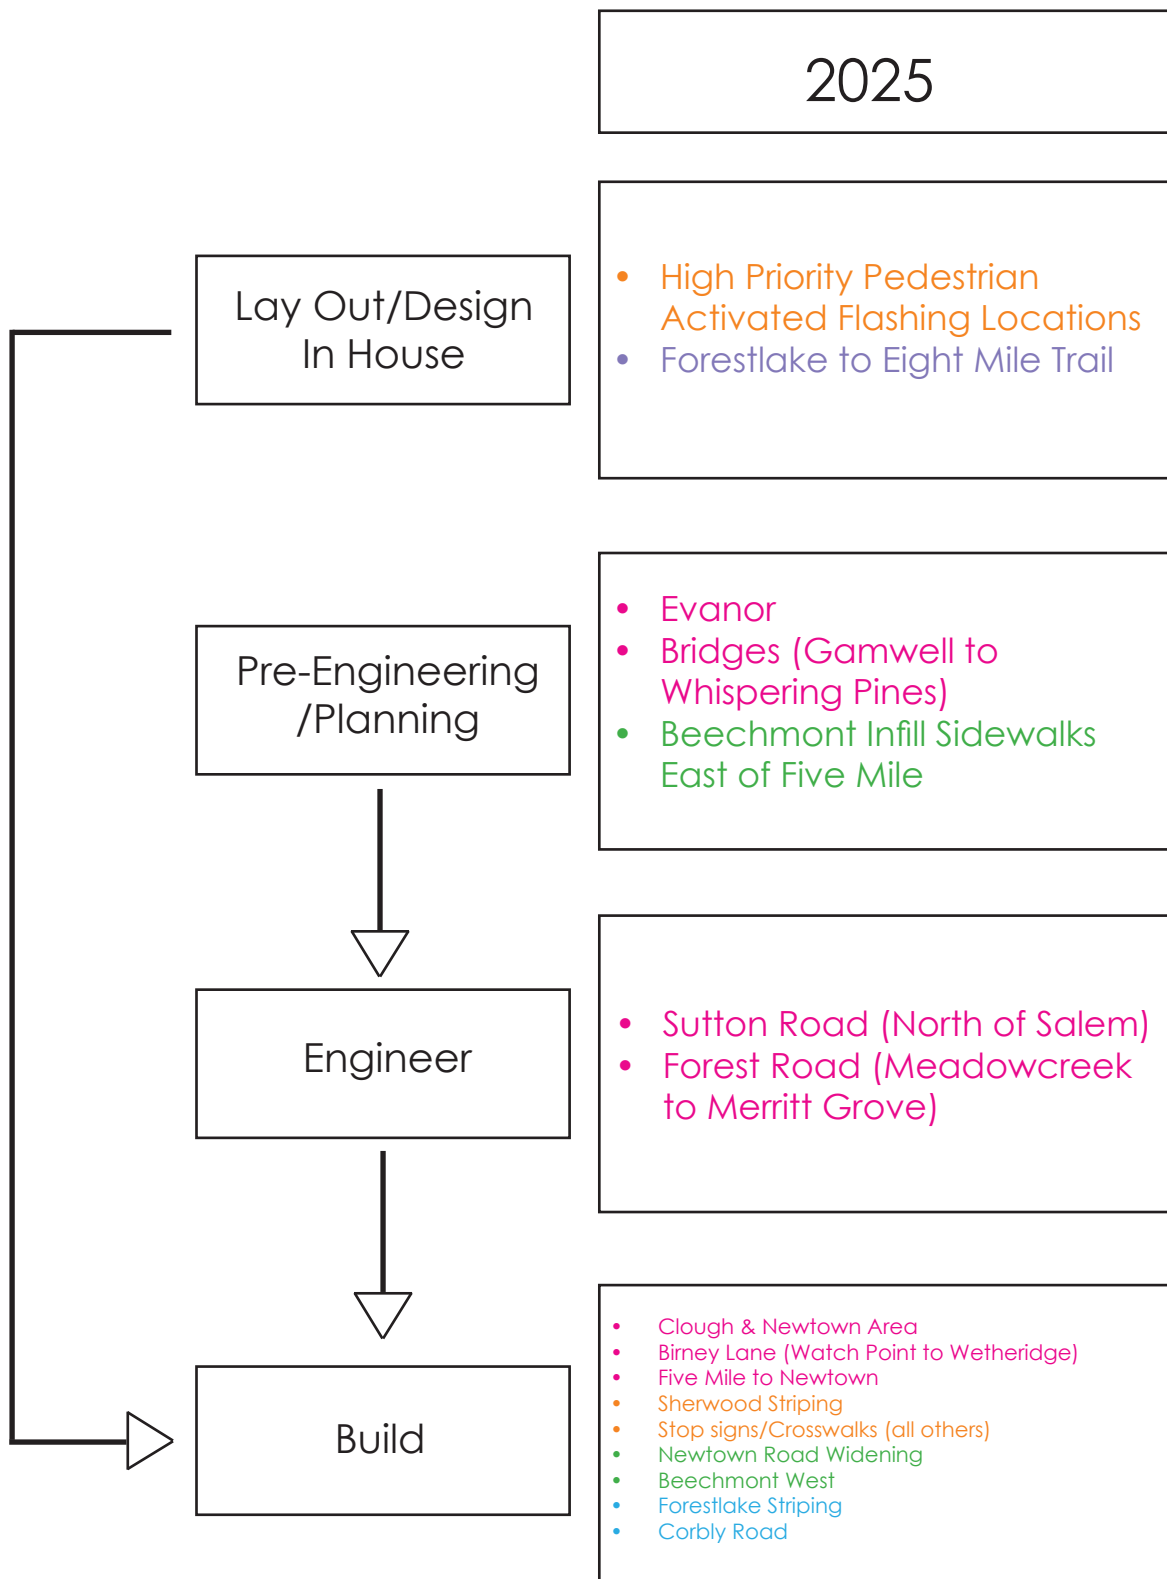 2025
Lay Out/Design
In House
• High Priority Pedestrian
Activated Flashing Locations
• Forestlake to Eight Mile Trail
Pre-Engineering
/Planning
• Evanor
• Bridges (Gamwell to
Whispering Pines)
• Beechmont Infill Sidewalks
East of Five Mile
Engineer
• Sutton Road (North of Salem)
• Forest Road (Meadowcreek
to Merritt Grove)
Build
• Clough & Newtown Area
• Birney Lane (Watch Point to Wetheridge)
• Five Mile to Newtown
• Sherwood Striping
• Stop signs/Crosswalks (all others)
• Newtown Road Widening
• Beechmont West
• Forestlake Striping
• Corbly Road